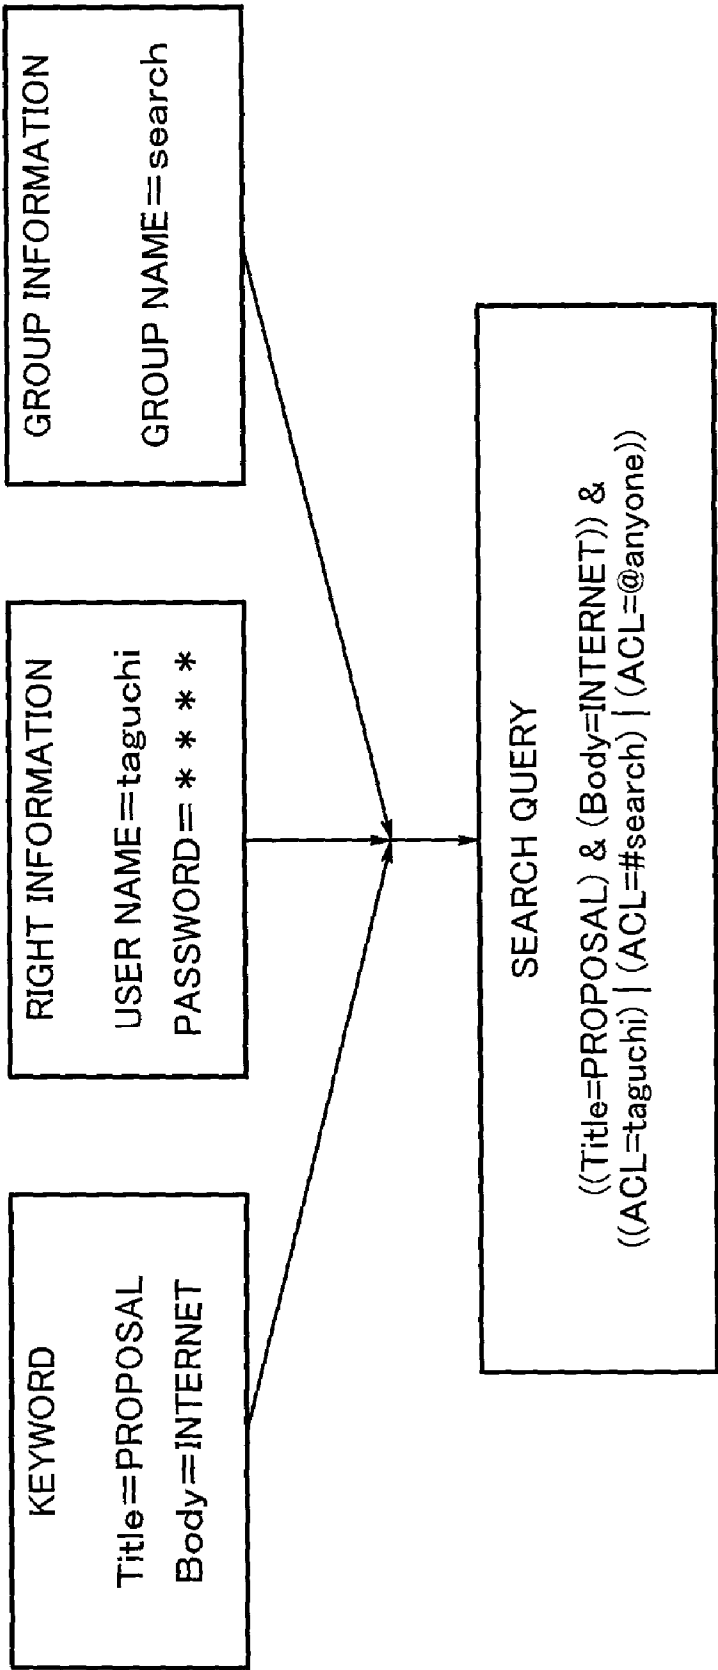 KEYWORD
Title=PROPOSAL
Body=INTERNET
RIGHT INFORMATION
USER NAME=taguchi
PASSWORD=＊＊＊＊
GROUP INFORMATION
GROUP NAME=search
SEARCH QUERY
((Title=PROPOSAL) & (Body=INTERNET)) &
((ACL=taguchi) | (ACL=#search) | (ACL=@anyone))